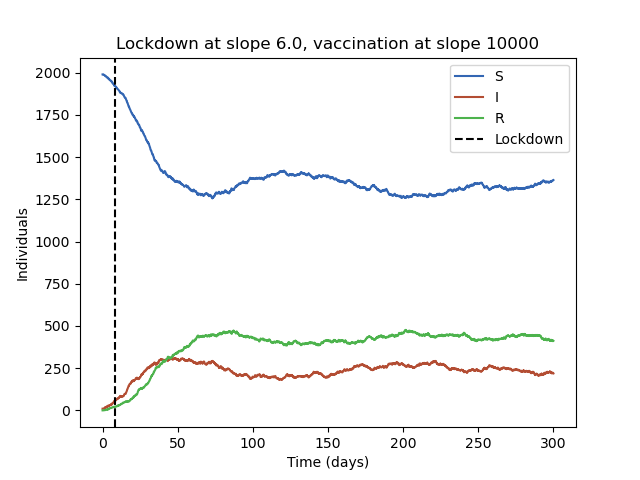 Lockdown at slope 6.0, vaccination at slope 10000
S
I
R
Lockdown
2000
1750
1500
1250
1000
750
500
250
0
Individuals
0 50 100 150 200 250 300
Time (days)